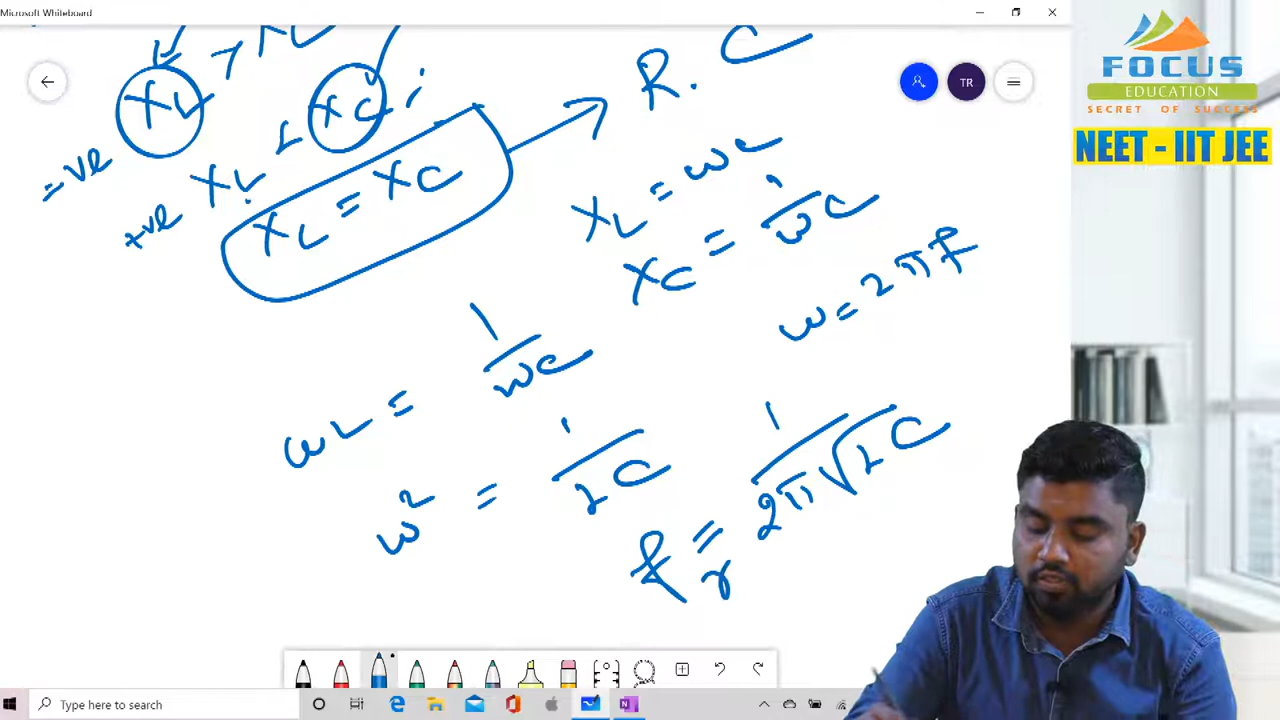 Microsoft Whiteboard
FOCUS
EDUCATION
SECRET OF SUCCESS
NEET - IIT JEE
TR
R. C
XL > XC ;
= -ve
+ve XL < XC
XL = XC
XL = ωL
XC = 1/ωC
ω = 2πf
ωL = 1/ωC
ω² = 1/LC
fr = 1/2π√LC
Type here to search